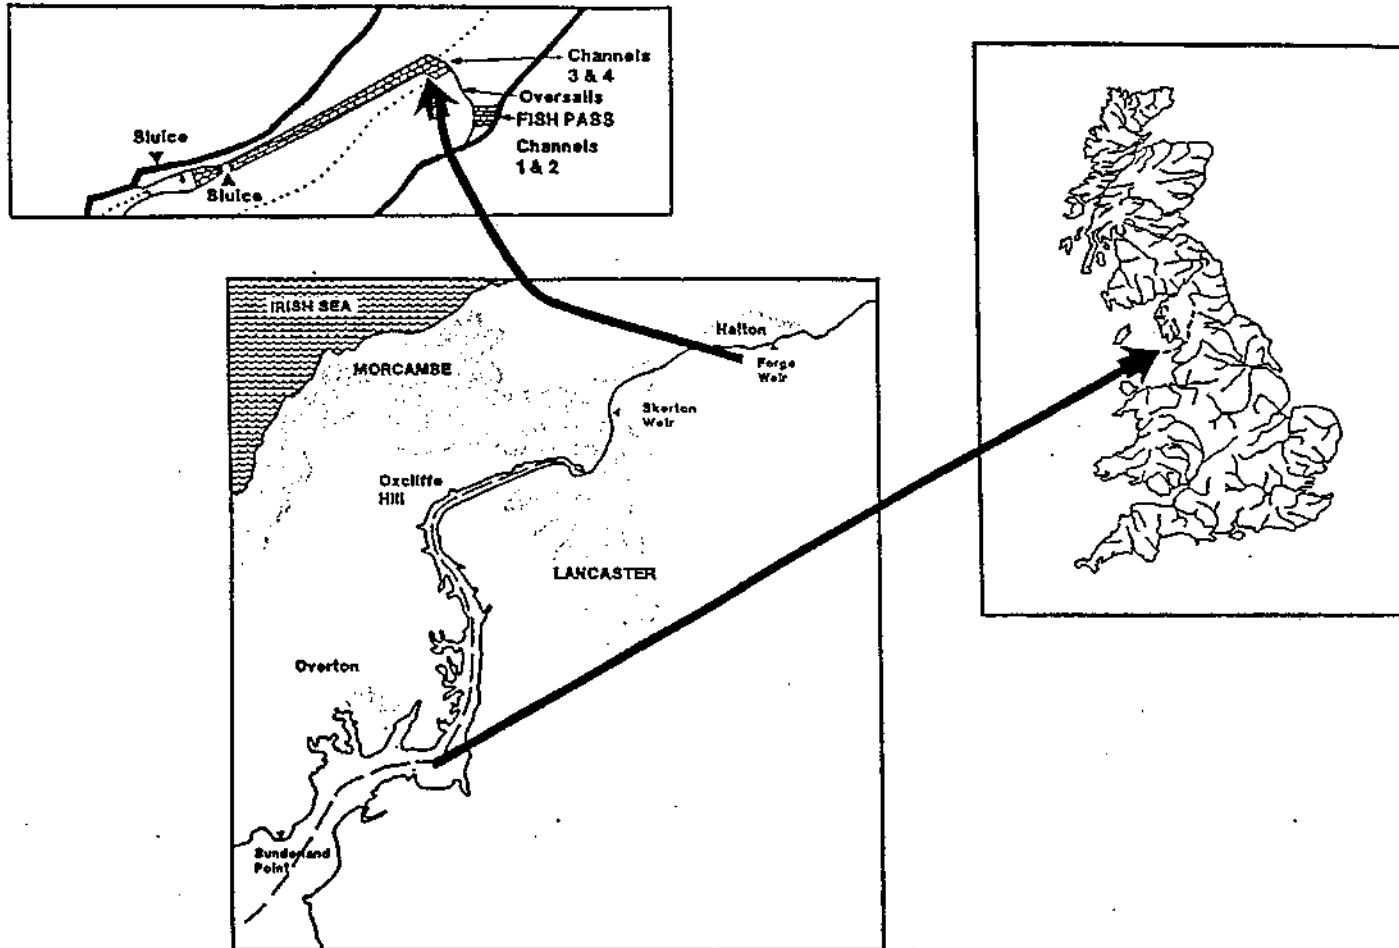 Channels
3 & 4
Oversails
FISH PASS
Channels
1 & 2
Sluice
Sluice
IRISH SEA
MORCAMBE
Halton
Forge
Weir
Skerton
Weir
Oxcliffe
Hill
LANCASTER
Overton
Sunderland
Point